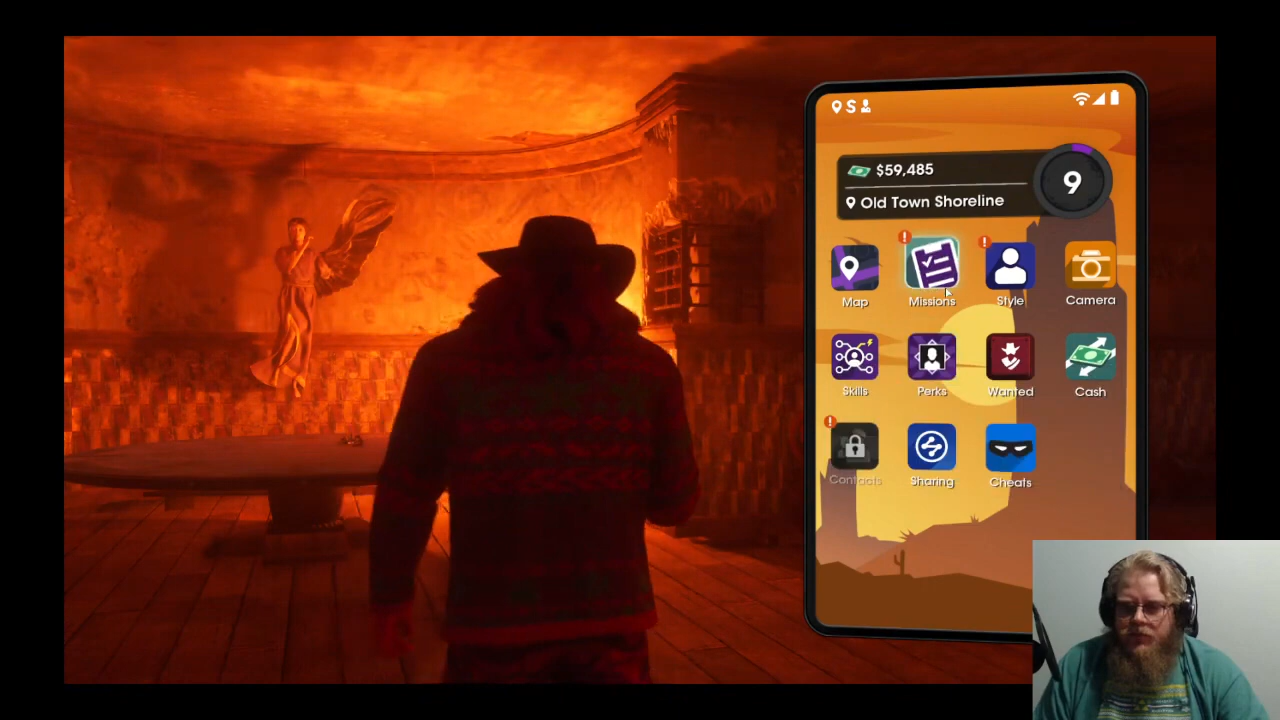 S
$59,485
9
Old Town Shoreline
Map
Missions
Style
Camera
Skills
Perks
Wanted
Cash
Contacts
Sharing
Cheats